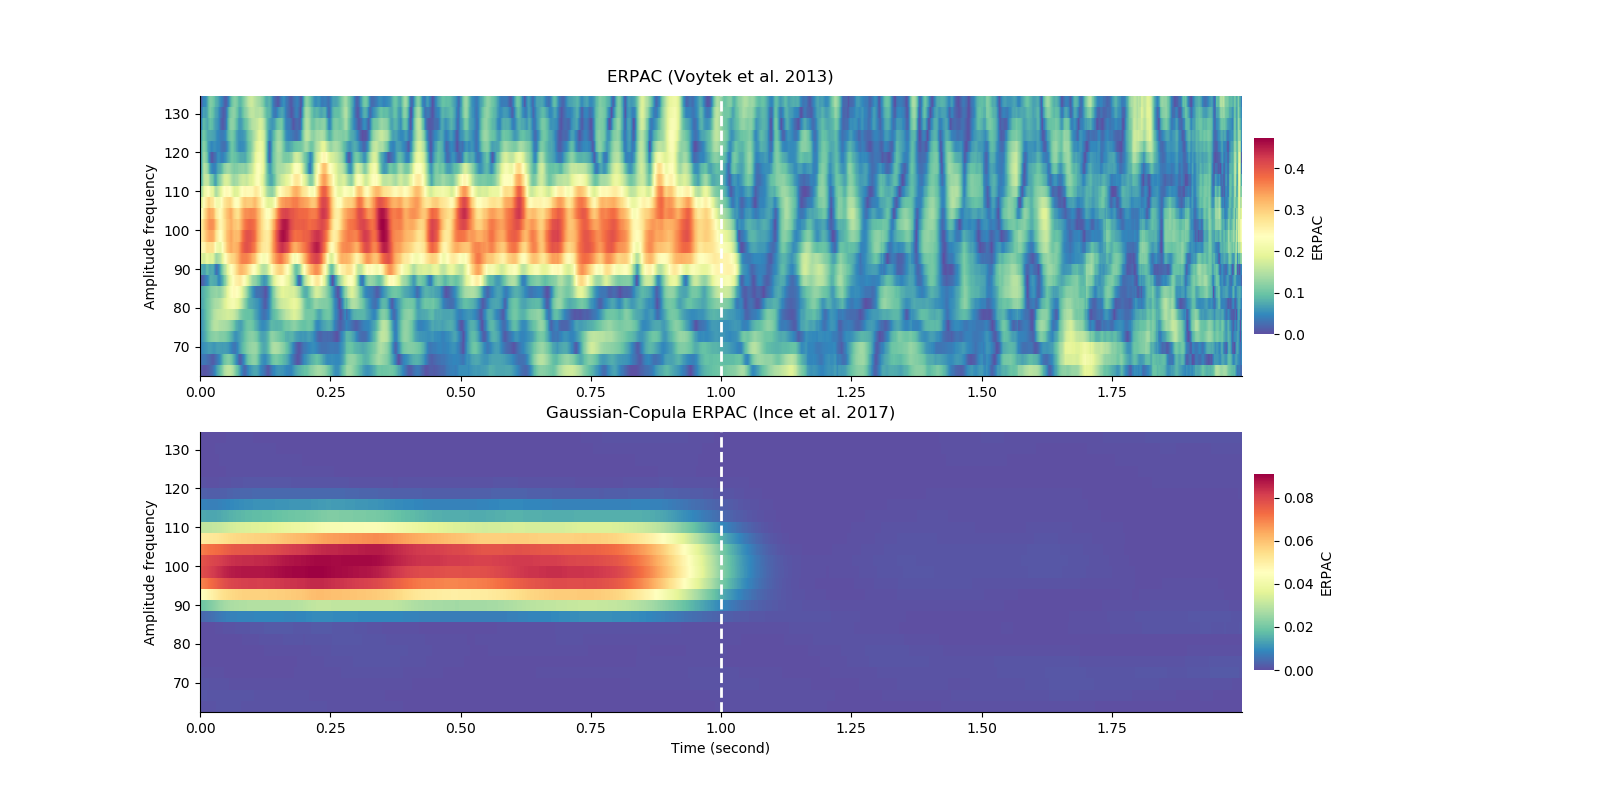 ERPAC (Voytek et al. 2013)
130
120
110
100
90
80
70
Amplitude frequency
0.00 0.25 0.50 0.75 1.00 1.25 1.50 1.75
0.4
0.3
0.2
0.1
0.0
ERPAC
Gaussian-Copula ERPAC (Ince et al. 2017)
130
120
110
100
90
80
70
Amplitude frequency
0.00 0.25 0.50 0.75 1.00 1.25 1.50 1.75
Time (second)
0.08
0.06
0.04
0.02
0.00
ERPAC